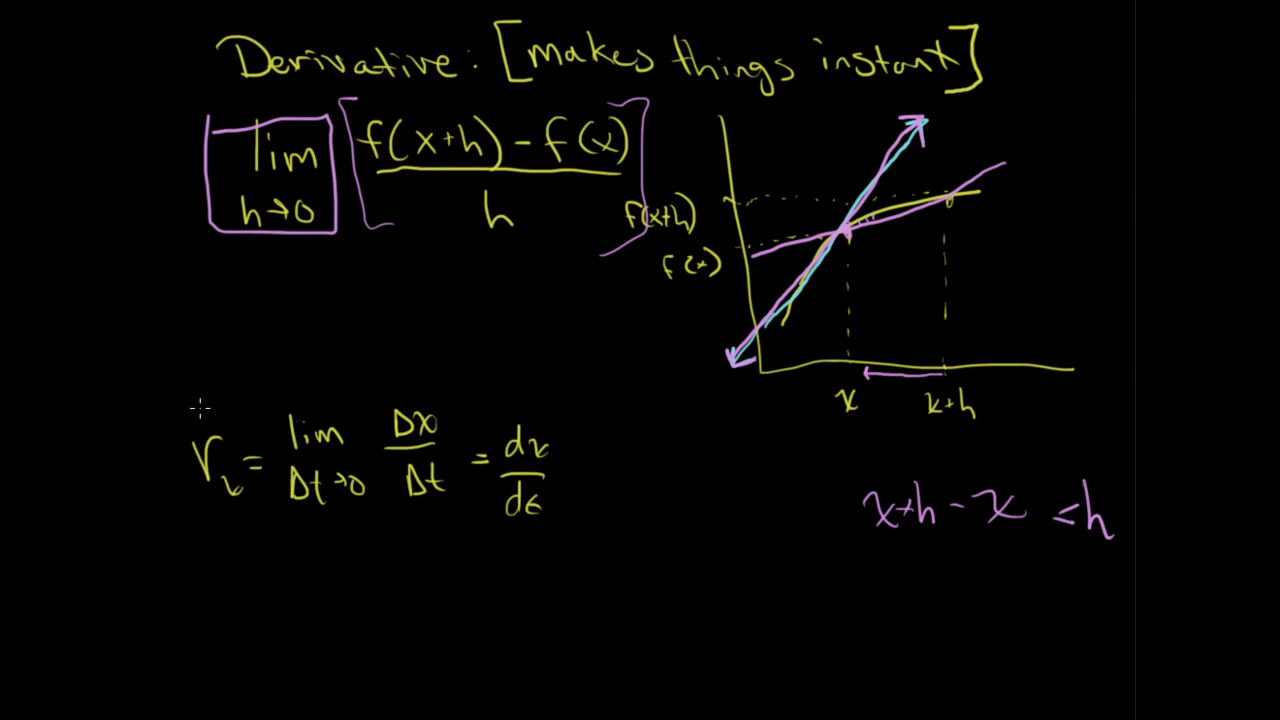 Derivative: [makes things instant]
lim h→0 [f(x+h) - f(x) / h]
f(x+h)
f(x)
x
x+h
V = lim Δt→0 Δx/Δt = dx/dt
x+h - x = h